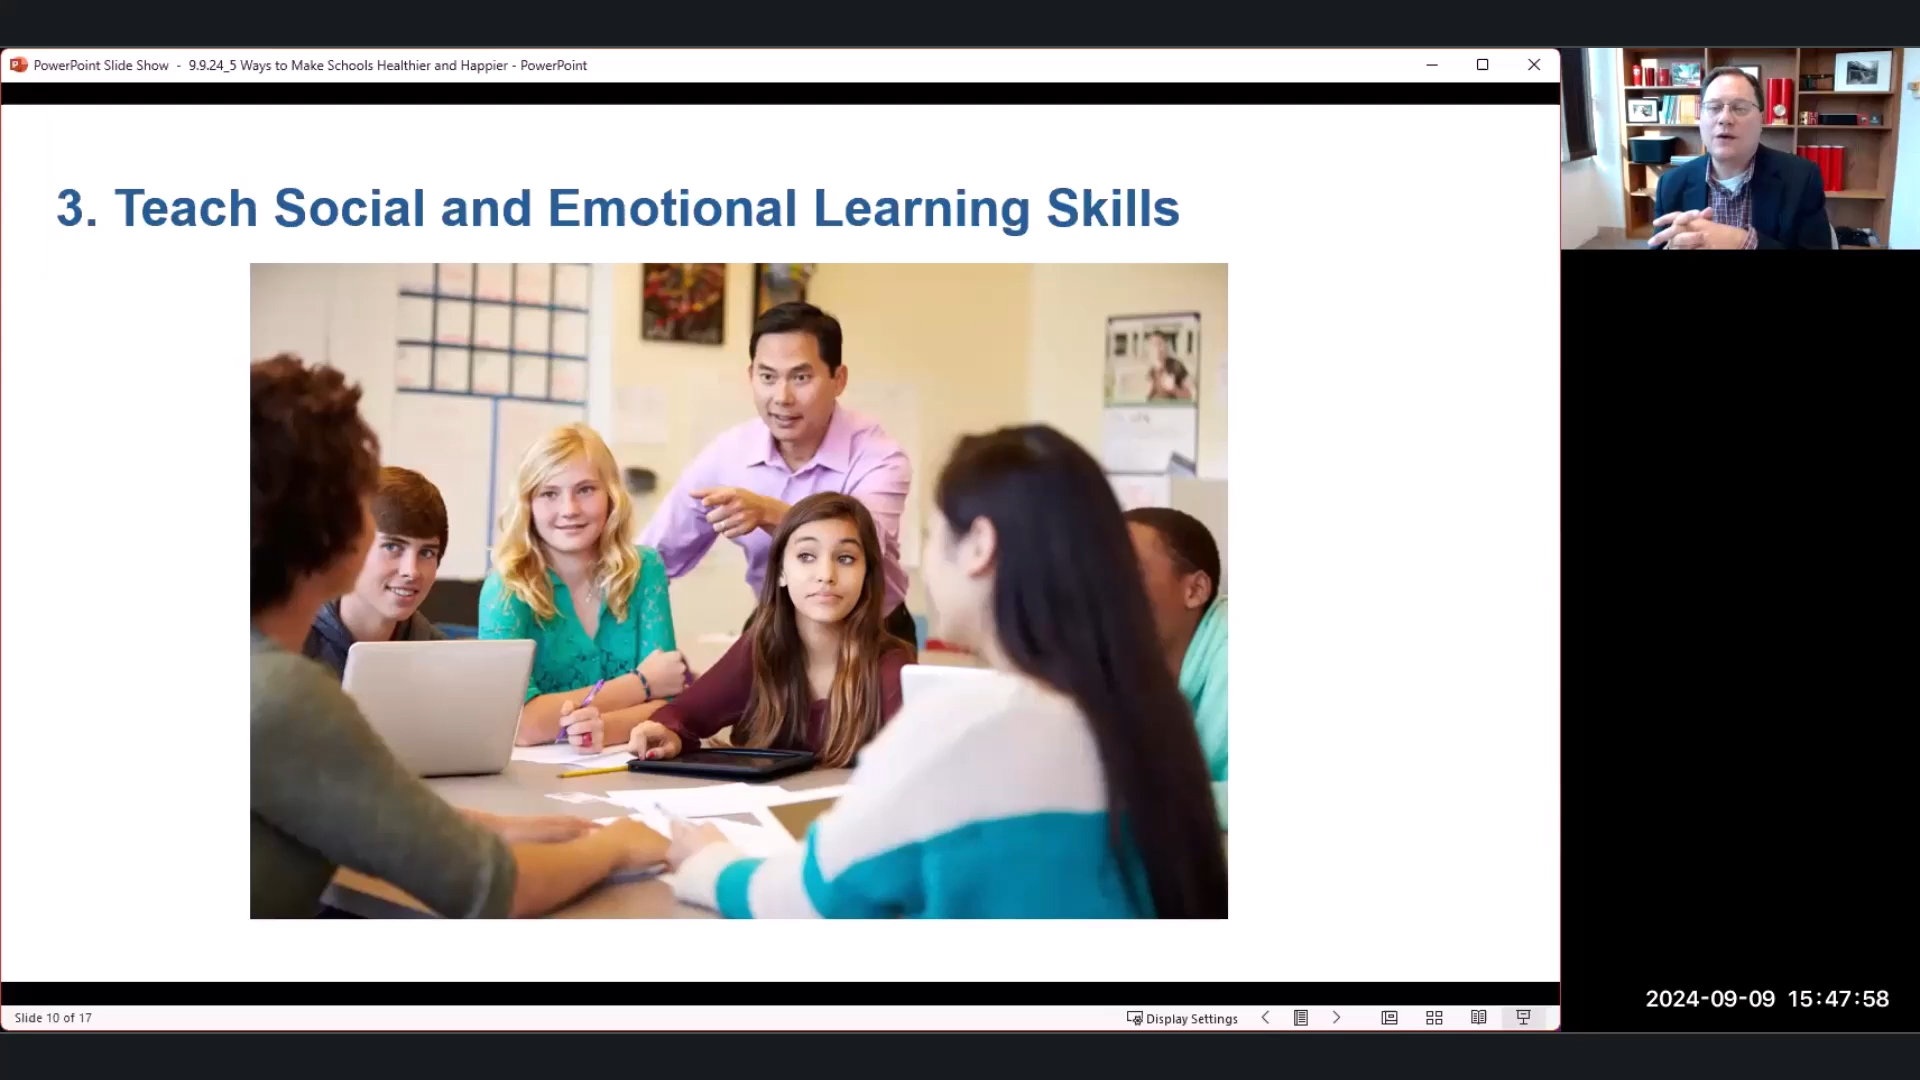 PowerPoint Slide Show - 9.9.24_5 Ways to Make Schools Healthier and Happier - PowerPoint
3. Teach Social and Emotional Learning Skills
2024-09-09 15:47:58
Slide 10 of 17
Display Settings